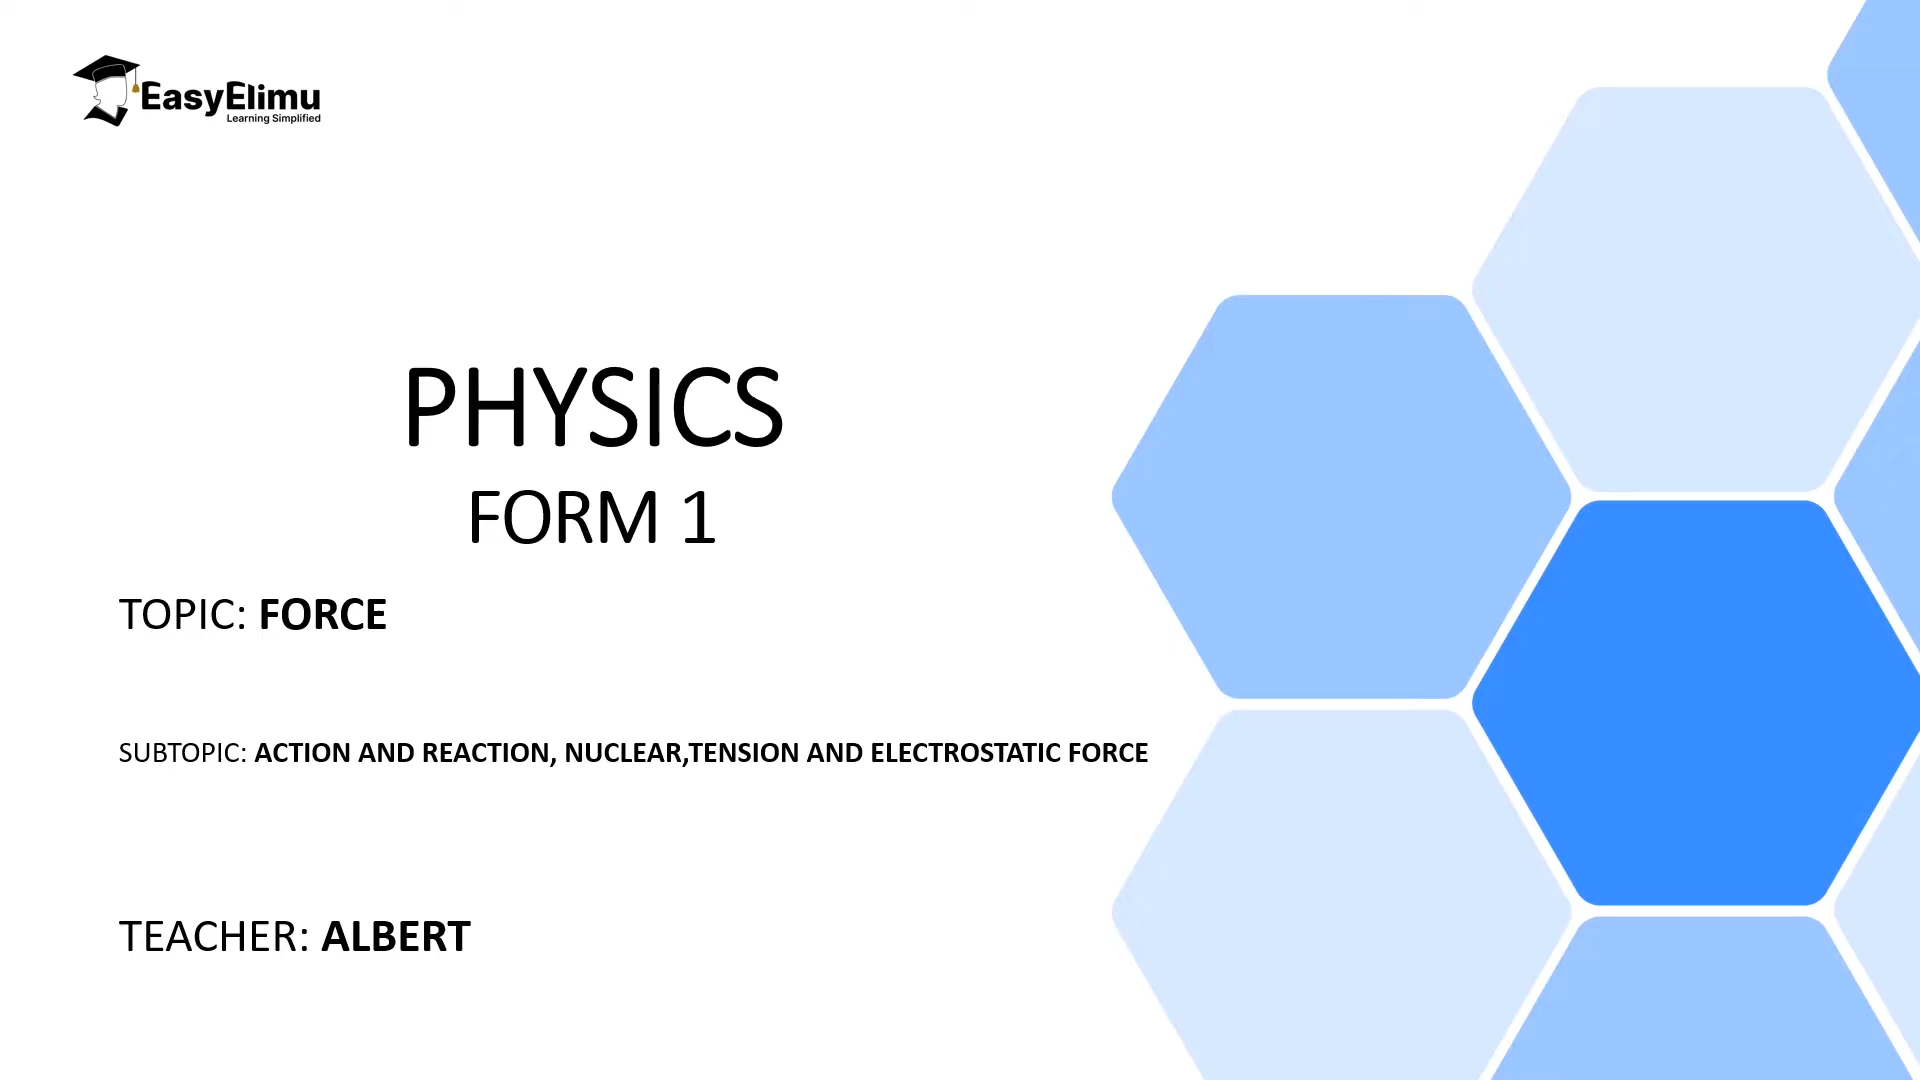 EasyElimu
Learning Simplified
PHYSICS
FORM 1
TOPIC: FORCE
SUBTOPIC: ACTION AND REACTION, NUCLEAR,TENSION AND ELECTROSTATIC FORCE
TEACHER: ALBERT